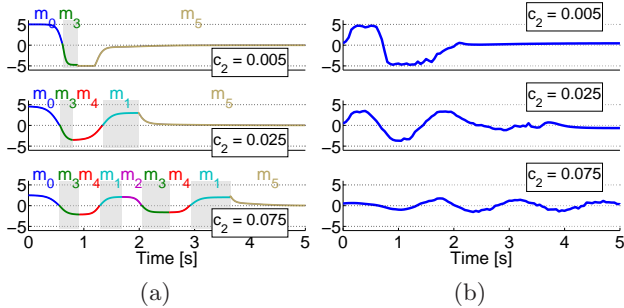 m0 m3 m5
5
0
−5
c2 = 0.005
m0 m3 m4 m1 m5
5
0
−5
c2 = 0.025
m0 m3 m4 m1 m2 m3 m4 m1 m5
5
0
−5
c2 = 0.075
0 1 2 3 4 5
Time [s]
(a)
5
0
−5
c2 = 0.005
5
0
−5
c2 = 0.025
5
0
−5
c2 = 0.075
0 1 2 3 4 5
Time [s]
(b)